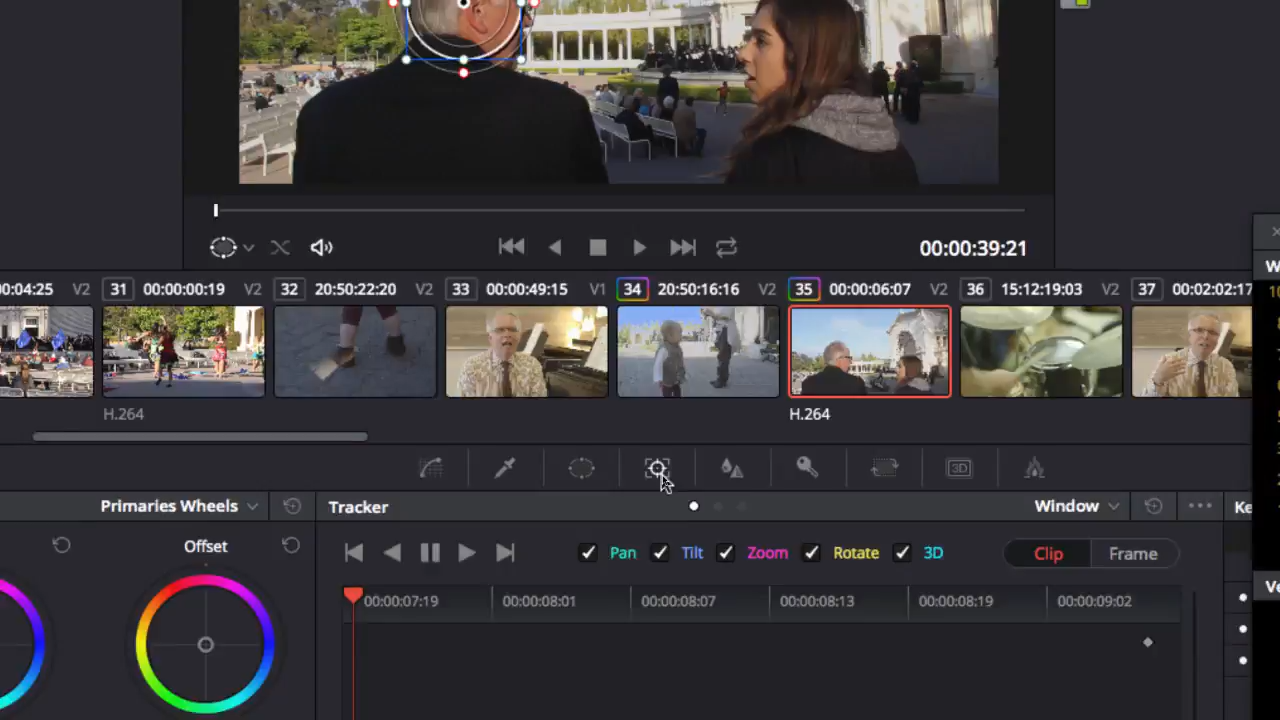 00:00:39:21
00:04:25 V2 31 00:00:00:19 V2 32 20:50:22:20 V2 33 00:00:49:15 V1 34 20:50:16:16 V2 35 00:00:06:07 V2 36 15:12:19:03 V2 37 00:02:02:17
H.264 H.264
3D
Primaries Wheels Tracker Window Ke
Offset Pan Tilt Zoom Rotate 3D Clip Frame
00:00:07:19 00:00:08:01 00:00:08:07 00:00:08:13 00:00:08:19 00:00:09:02